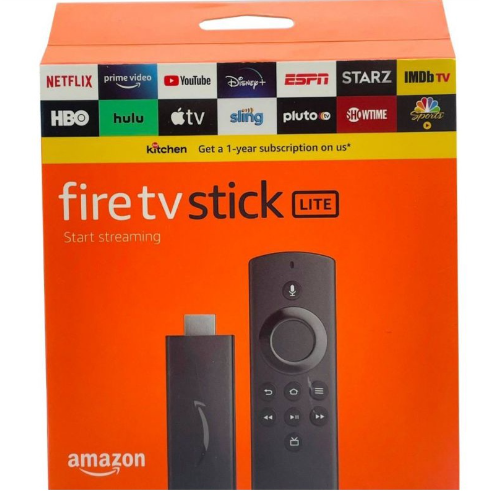 NETFLIX prime video YouTube Disney+ ESPN STARZ IMDb TV
HBO hulu tv sling pluto tv SHOWTIME Sports
kitchen Get a 1-year subscription on us*
fire tv stick LITE
Start streaming
amazon